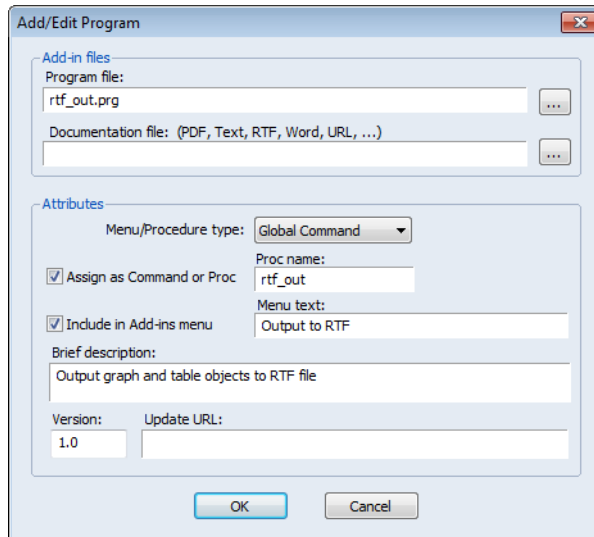 Add/Edit Program
Add-in files
Program file:
rtf_out.prg
...
Documentation file: (PDF, Text, RTF, Word, URL, ...)
...
Attributes
Menu/Procedure type: Global Command
Proc name:
Assign as Command or Proc rtf_out
Menu text:
Include in Add-ins menu Output to RTF
Brief description:
Output graph and table objects to RTF file
Version: Update URL:
1.0
OK Cancel